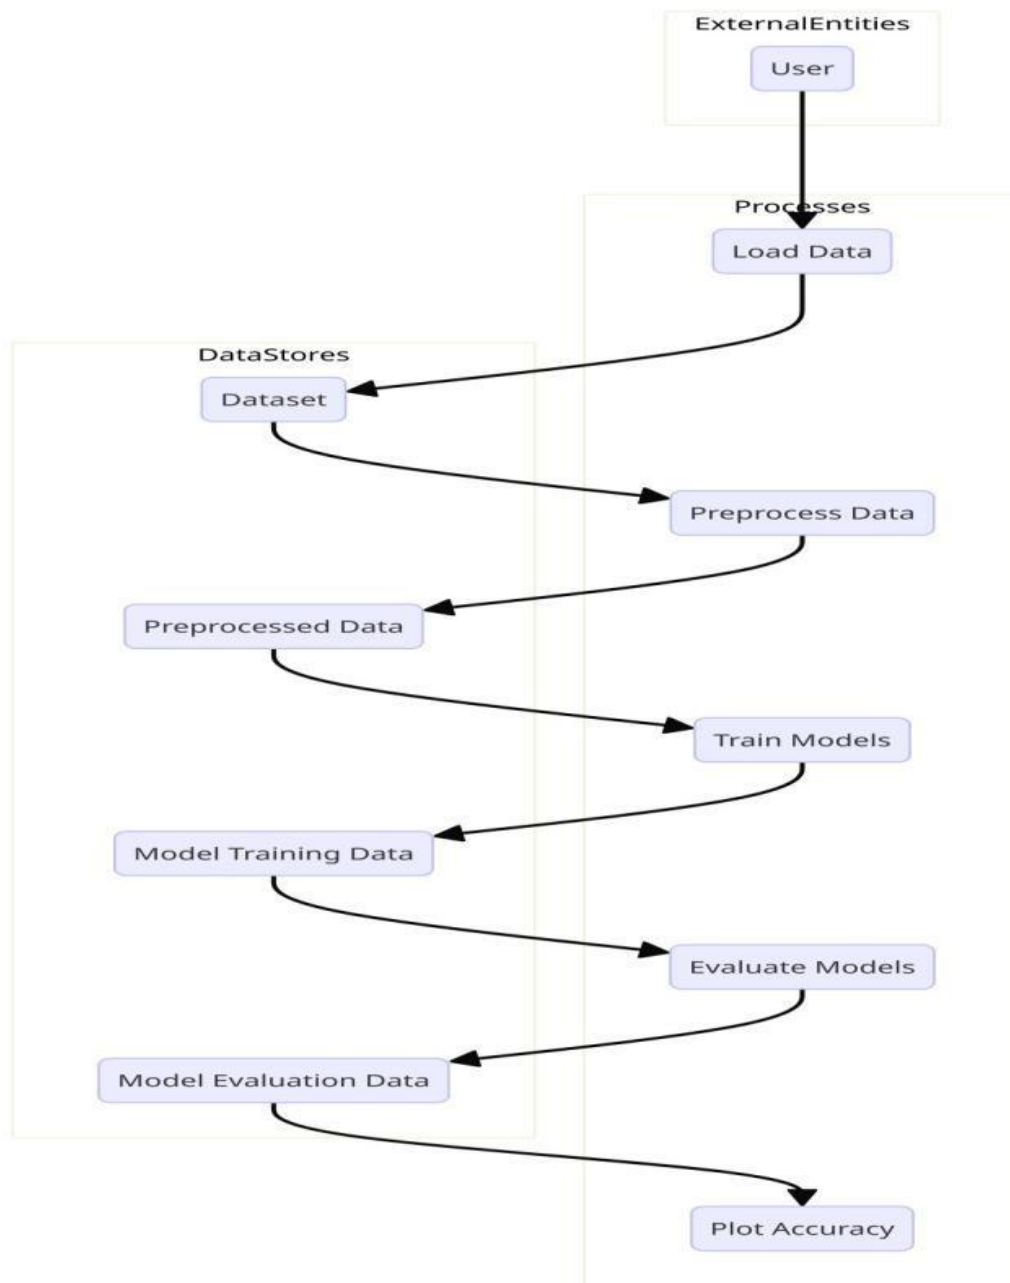 ExternalEntities
User
Processes
Load Data
DataStores
Dataset
Preprocess Data
Preprocessed Data
Train Models
Model Training Data
Evaluate Models
Model Evaluation Data
Plot Accuracy